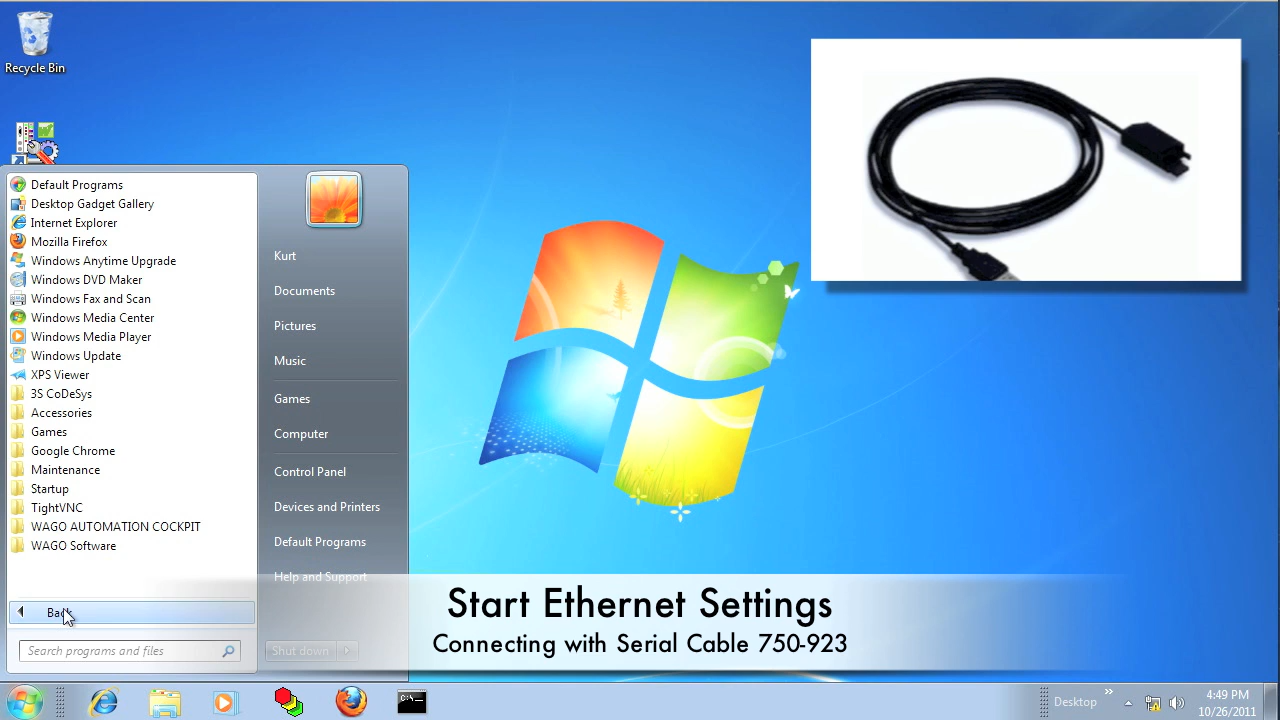 Recycle Bin
Default Programs
Desktop Gadget Gallery
Internet Explorer
Mozilla Firefox
Windows Anytime Upgrade
Windows DVD Maker
Windows Fax and Scan
Windows Media Center
Windows Media Player
Windows Update
XPS Viewer
3S CoDeSys
Accessories
Games
Google Chrome
Maintenance
Startup
TightVNC
WAGO AUTOMATION COCKPIT
WAGO Software
Back
Search programs and files
Kurt
Documents
Pictures
Music
Games
Computer
Control Panel
Devices and Printers
Default Programs
Help and Support
Shut down
Start Ethernet Settings
Connecting with Serial Cable 750-923
Desktop
4:49 PM
10/26/2011